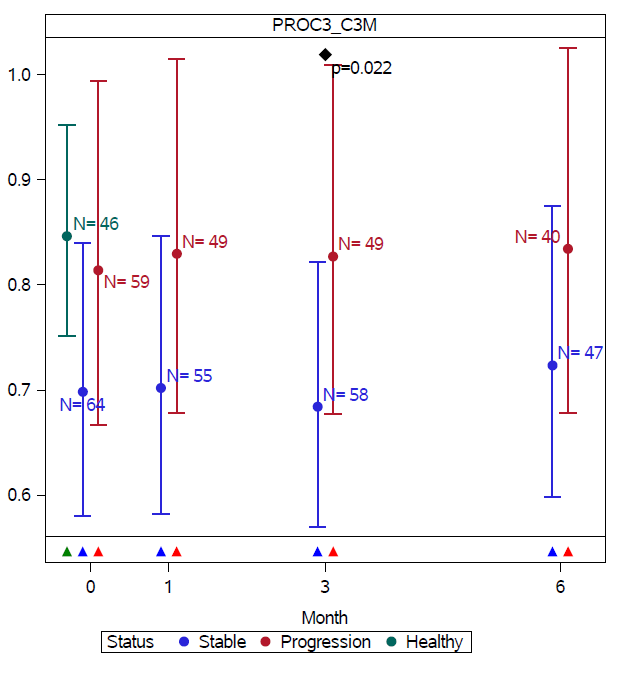 PROC3_C3M
1.0
p=0.022
0.9
N= 46
N= 49
N= 49
N= 40
0.8
N= 59
0.7
N= 64
N= 55
N= 58
N= 47
0.6
0 1 3 6
Month
Status Stable Progression Healthy